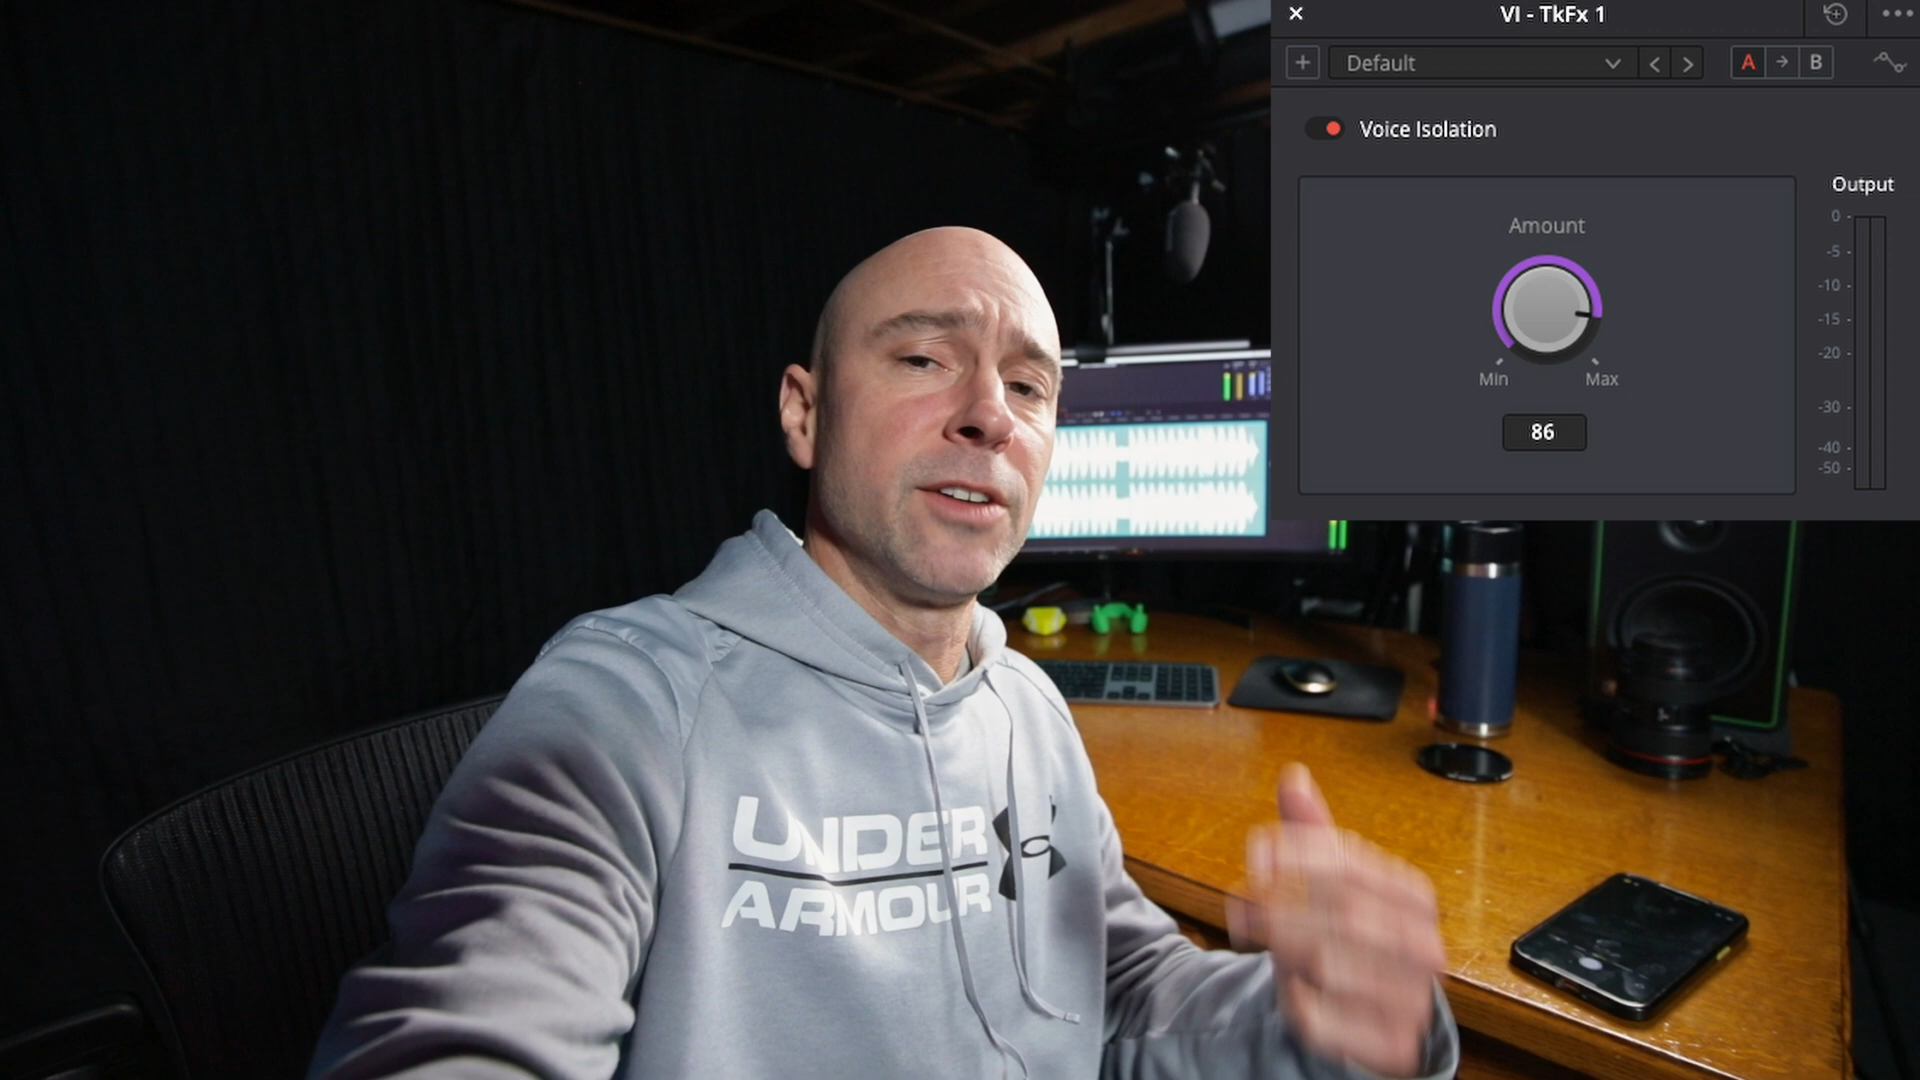 VI - TkFx 1
Default
A
B
Voice Isolation
Output
Amount
0
-5
-10
-15
-20
-30
-40
-50
Min
Max
86
UNDER
ARMOUR